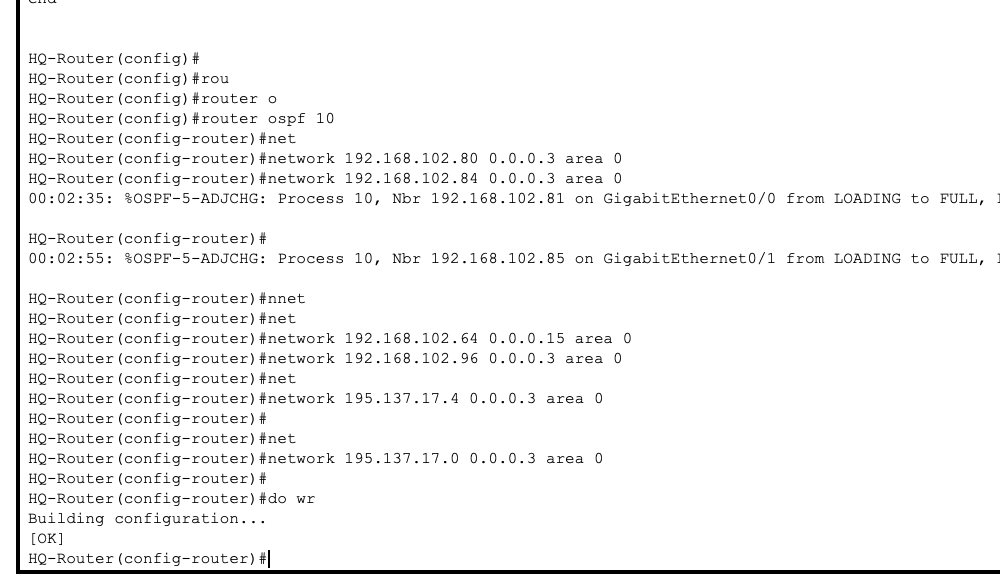 end
HQ-Router(config)#
HQ-Router(config)#rou
HQ-Router(config)#router o
HQ-Router(config)#router ospf 10
HQ-Router(config-router)#net
HQ-Router(config-router)#network 192.168.102.80 0.0.0.3 area 0
HQ-Router(config-router)#network 192.168.102.84 0.0.0.3 area 0
00:02:35: %OSPF-5-ADJCHG: Process 10, Nbr 192.168.102.81 on GigabitEthernet0/0 from LOADING to FULL,
HQ-Router(config-router)#
00:02:55: %OSPF-5-ADJCHG: Process 10, Nbr 192.168.102.85 on GigabitEthernet0/1 from LOADING to FULL,
HQ-Router(config-router)#nnet
HQ-Router(config-router)#net
HQ-Router(config-router)#network 192.168.102.64 0.0.0.15 area 0
HQ-Router(config-router)#network 192.168.102.96 0.0.0.3 area 0
HQ-Router(config-router)#net
HQ-Router(config-router)#network 195.137.17.4 0.0.0.3 area 0
HQ-Router(config-router)#
HQ-Router(config-router)#net
HQ-Router(config-router)#network 195.137.17.0 0.0.0.3 area 0
HQ-Router(config-router)#
HQ-Router(config-router)#do wr
Building configuration...
[OK]
HQ-Router(config-router)#